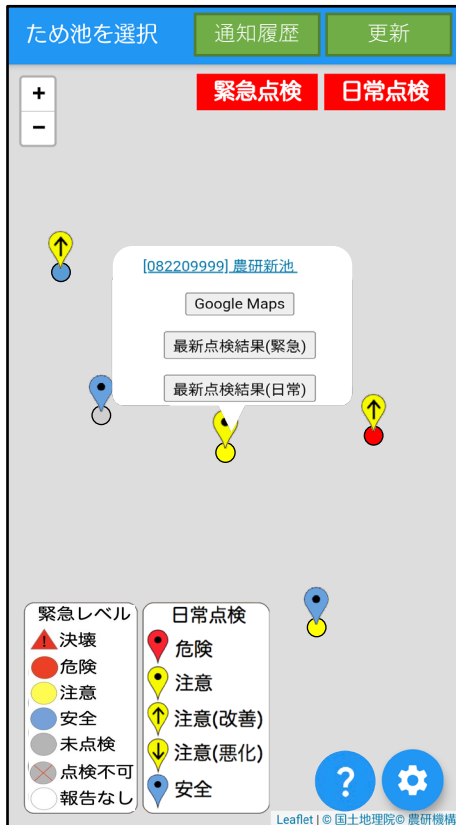 ため池を選択 通知履歴 更新
+
−
緊急点検 日常点検
[082209999] 農研新池
Google Maps
最新点検結果(緊急)
最新点検結果(日常)
緊急レベル
決壊
危険
注意
安全
未点検
点検不可
報告なし
日常点検
危険
注意
注意(改善)
注意(悪化)
安全
?
Leaflet | © 国土地理院© 農研機構